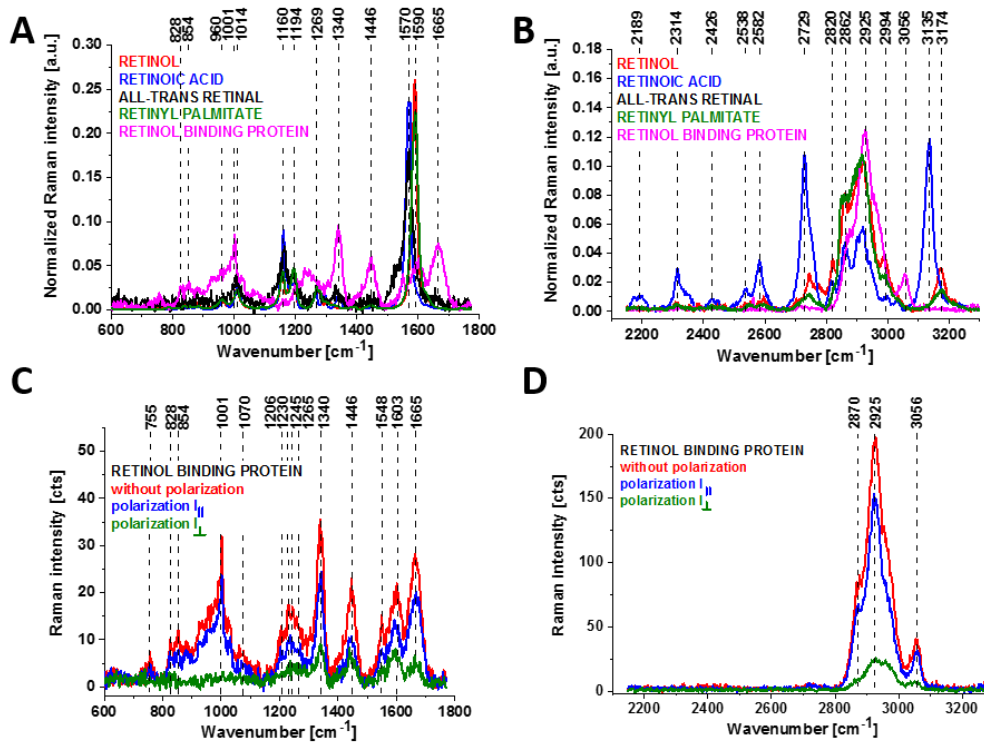 A
828 854 960 1001 1014 1160 1194 1269 1340 1446 1570 1590 1665
Normalized Raman intensity [a.u.]
0.30
0.25
0.20
0.15
0.10
0.05
0.00
RETINOL
RETINOIC ACID
ALL-TRANS RETINAL
RETINYL PALMITATE
RETINOL BINDING PROTEIN
600 800 1000 1200 1400 1600 1800
Wavenumber [cm-1]
B
2189 2314 2426 2538 2582 2729 2820 2862 2925 2994 3056 3135 3174
Normalized Raman intensity [a.u.]
0.18
0.16
0.14
0.12
0.10
0.08
0.06
0.04
0.02
0.00
RETINOL
RETINOIC ACID
ALL-TRANS RETINAL
RETINYL PALMITATE
RETINOL BINDING PROTEIN
2200 2400 2600 2800 3000 3200
Wavenumber [cm-1]
C
755 828 854 1001 1070 1206 1230 1245 1265 1340 1446 1548 1603 1665
Raman intensity [cts]
50
40
30
20
10
0
RETINOL BINDING PROTEIN
without polarization
polarization I||
polarization I⊥
600 800 1000 1200 1400 1600 1800
Wavenumber [cm-1]
D
2870 2925 3056
Raman intensity [cts]
200
150
100
50
0
RETINOL BINDING PROTEIN
without polarization
polarization I||
polarization I⊥
2200 2400 2600 2800 3000 3200
Wavenumber [cm-1]